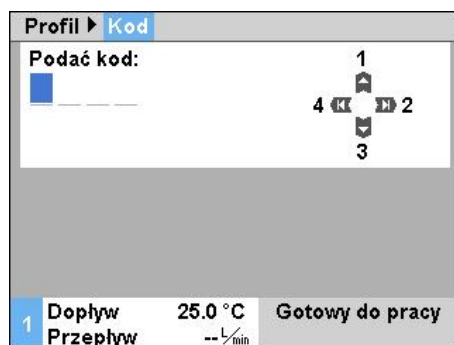 Profil ▶ Kod
Podać kod:
1
4 2
3
1
Dopływ 25.0 °C Gotowy do pracy
Przepływ -- L/min